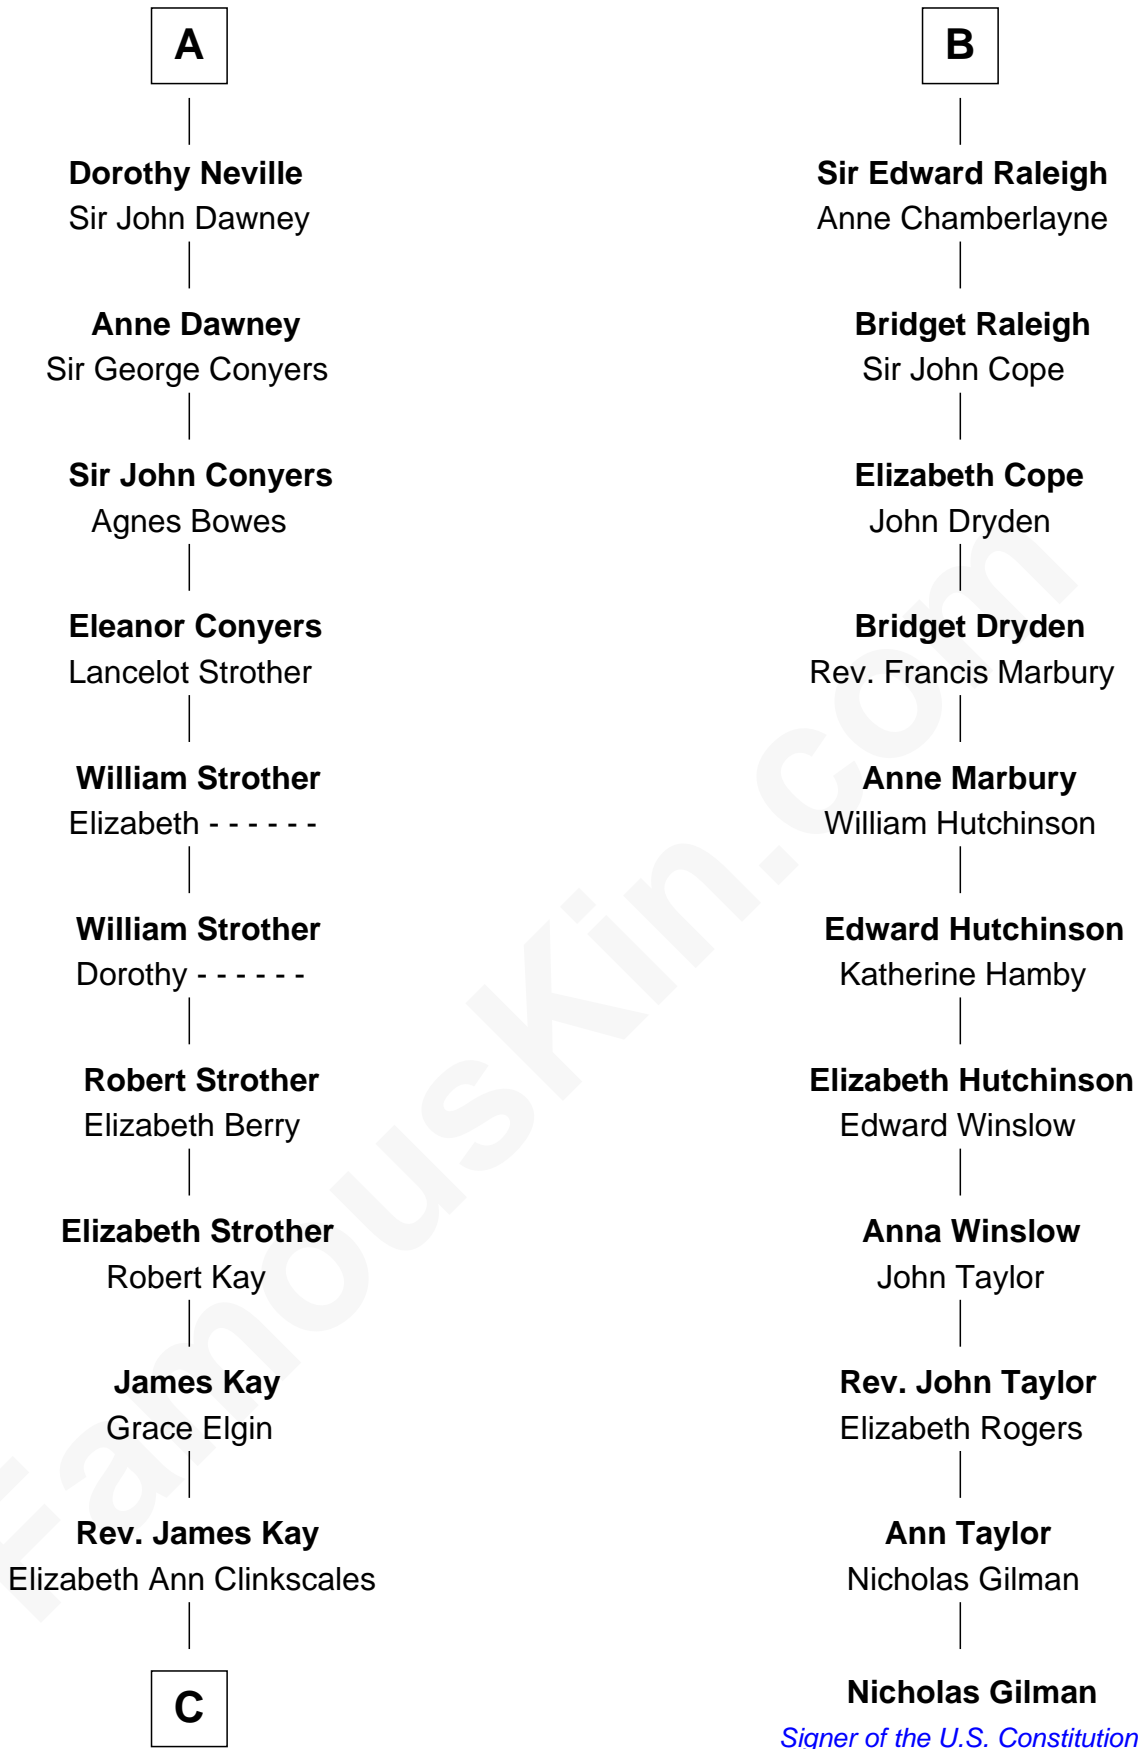 A
Dorothy Neville
Sir John Dawney
Anne Dawney
Sir George Conyers
Sir John Conyers
Agnes Bowes
Eleanor Conyers
Lancelot Strother
William Strother
Elizabeth - - - - - -
William Strother
Dorothy - - - - - -
Robert Strother
Elizabeth Berry
Elizabeth Strother
Robert Kay
James Kay
Grace Elgin
Rev. James Kay
Elizabeth Ann Clinkscales
C
B
Sir Edward Raleigh
Anne Chamberlayne
Bridget Raleigh
Sir John Cope
Elizabeth Cope
John Dryden
Bridget Dryden
Rev. Francis Marbury
Anne Marbury
William Hutchinson
Edward Hutchinson
Katherine Hamby
Elizabeth Hutchinson
Edward Winslow
Anna Winslow
John Taylor
Rev. John Taylor
Elizabeth Rogers
Ann Taylor
Nicholas Gilman
Nicholas Gilman
Signer of the U.S. Constitution
FamousKin.com